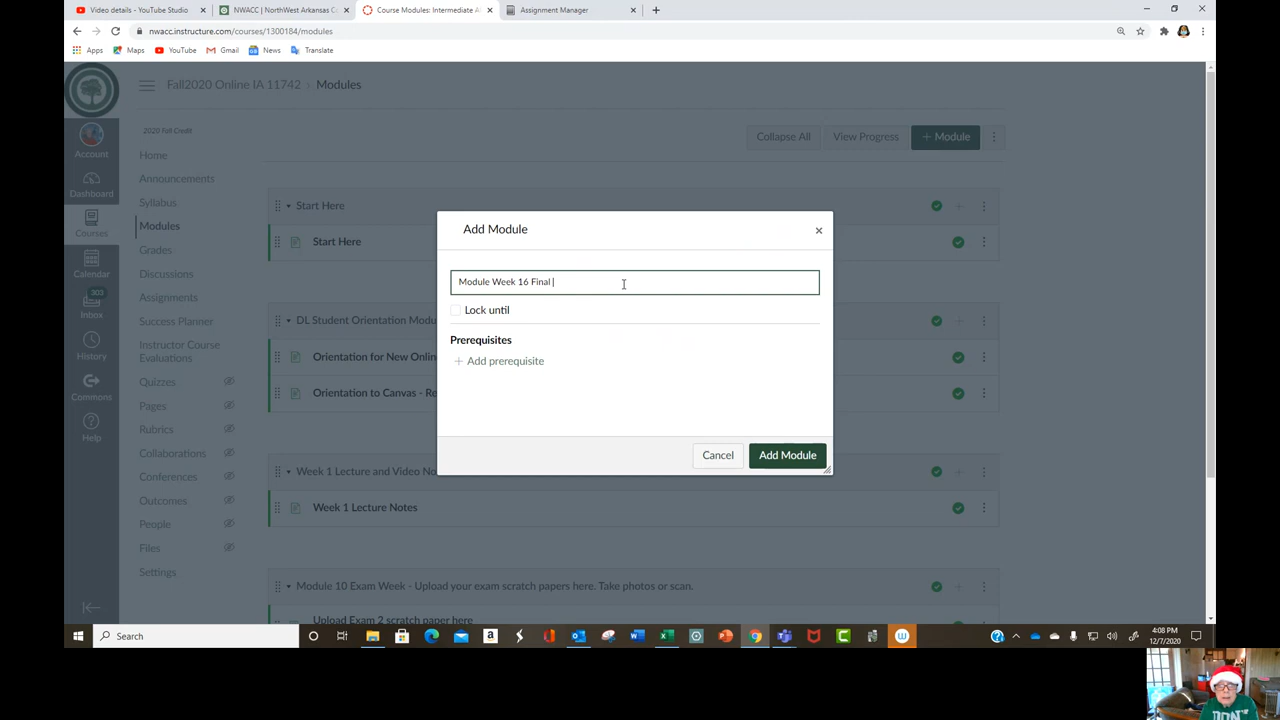 Video details - YouTube Studio
NWACC | NorthWest Arkansas C
Course Modules: Intermediate Al
Assignment Manager
nwacc.instructure.com/courses/1300184/modules
Apps
Maps
YouTube
Gmail
News
Translate
Fall2020 Online IA 11742 › Modules
2020 Fall Credit
Collapse All
View Progress
+ Module
Account
Dashboard
Courses
Calendar
303
Inbox
History
Commons
Help
Home
Announcements
Syllabus
Modules
Grades
Discussions
Assignments
Success Planner
Instructor Course
Evaluations
Quizzes
Pages
Rubrics
Collaborations
Conferences
Outcomes
People
Files
Settings
Start Here
Start Here
DL Student Orientation Modu
Orientation for New Onlin
Orientation to Canvas - Re
Week 1 Lecture and Video No
Week 1 Lecture Notes
Module 10 Exam Week - Upload your exam scratch papers here. Take photos or scan.
Upload Exam 2 scratch paper here
Add Module
Module Week 16 Final
Lock until
Prerequisites
+ Add prerequisite
Cancel
Add Module
Search
4:08 PM
12/7/2020